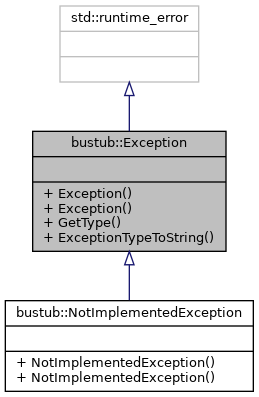 std::runtime_error
bustub::Exception
+ Exception()
+ Exception()
+ GetType()
+ ExceptionTypeToString()
bustub::NotImplementedException
+ NotImplementedException()
+ NotImplementedException()